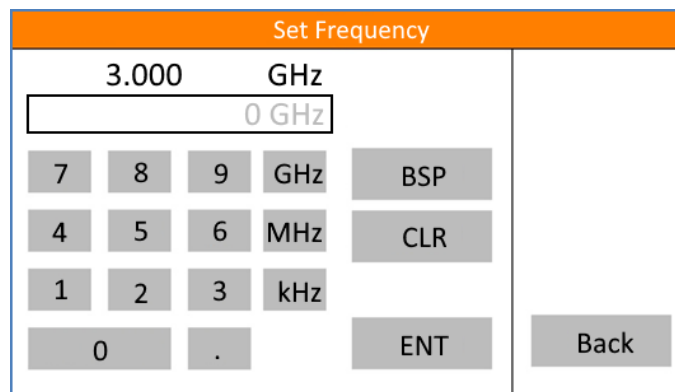 Set Frequency
3.000 GHz
0 GHz
7 8 9 GHz BSP
4 5 6 MHz CLR
1 2 3 kHz
0 . ENT Back